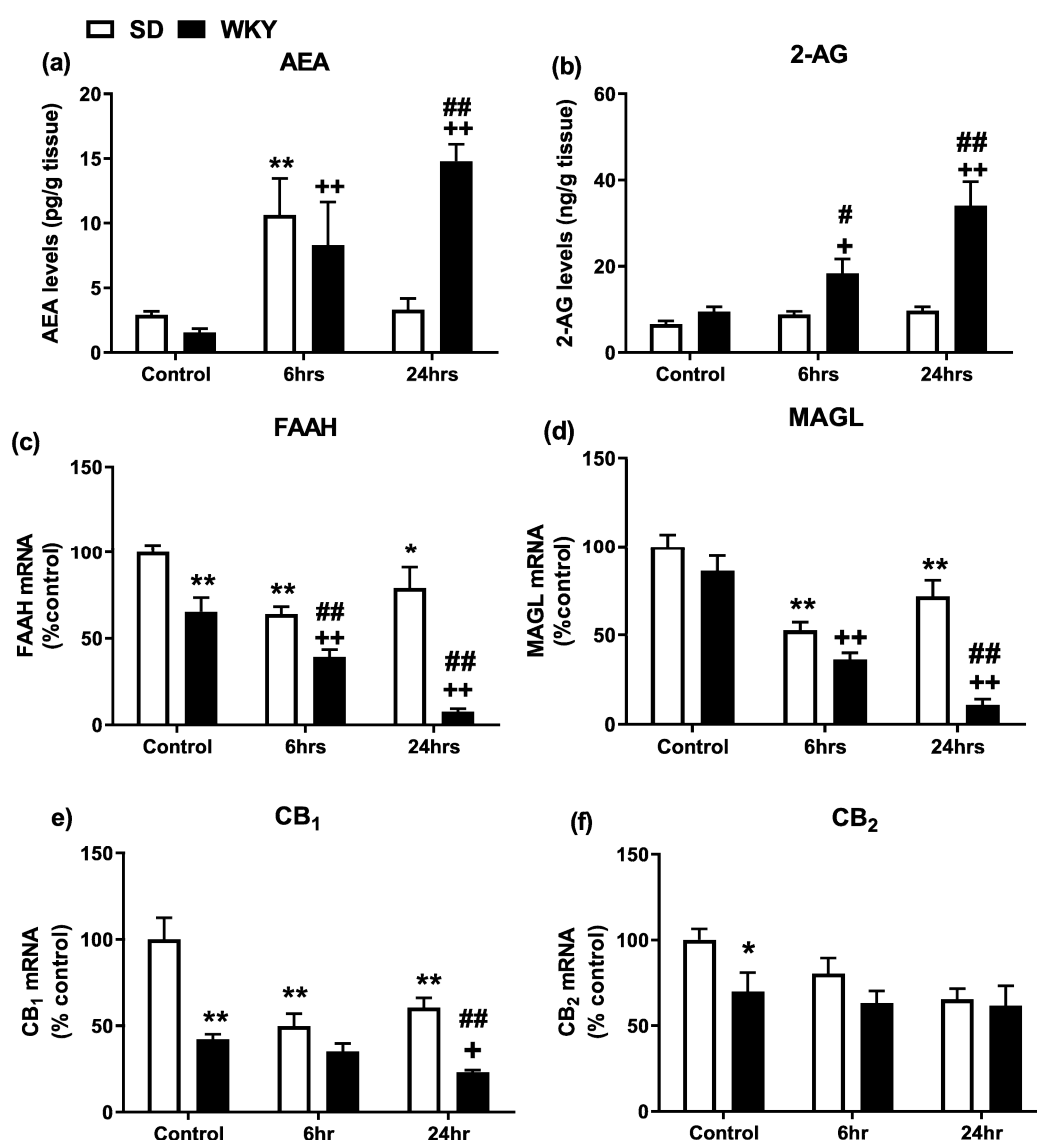 SD WKY
(a) AEA
AEA levels (pg/g tissue)
20
15
10
5
0
**
++
##
++
Control 6hrs 24hrs
(b) 2-AG
2-AG levels (ng/g tissue)
60
40
20
0
#
+
##
++
Control 6hrs 24hrs
(c) FAAH
FAAH mRNA
(%control)
150
100
50
0
**
**
##
++
*
##
++
Control 6hrs 24hrs
(d) MAGL
MAGL mRNA
(%control)
150
100
50
0
**
++
**
##
++
Control 6hrs 24hrs
e) CB1
CB1 mRNA
(% control)
150
100
50
0
**
**
**
##
+
Control 6hr 24hr
(f) CB2
CB2 mRNA
(% control)
150
100
50
0
*
Control 6hr 24hr